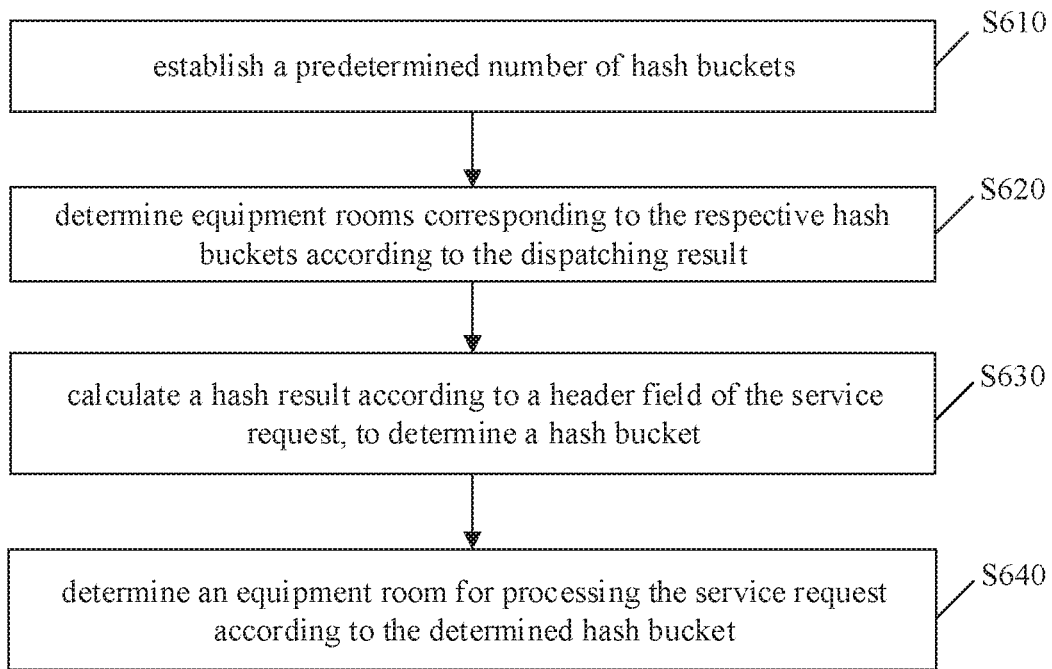 S610
establish a predetermined number of hash buckets
S620
determine equipment rooms corresponding to the respective hash
buckets according to the dispatching result
S630
calculate a hash result according to a header field of the service
request, to determine a hash bucket
S640
determine an equipment room for processing the service request
according to the determined hash bucket